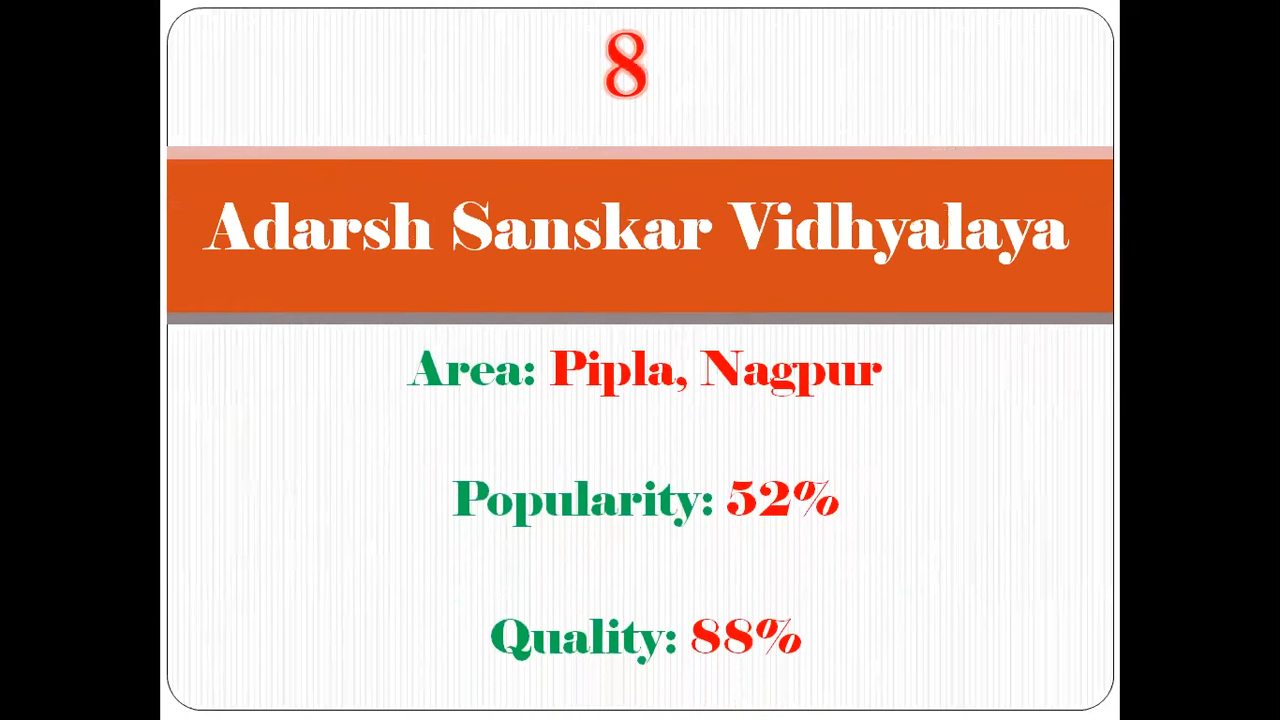 8
Adarsh Sanskar Vidhyalaya
Area: Pipla, Nagpur
Popularity: 52%
Quality: 88%